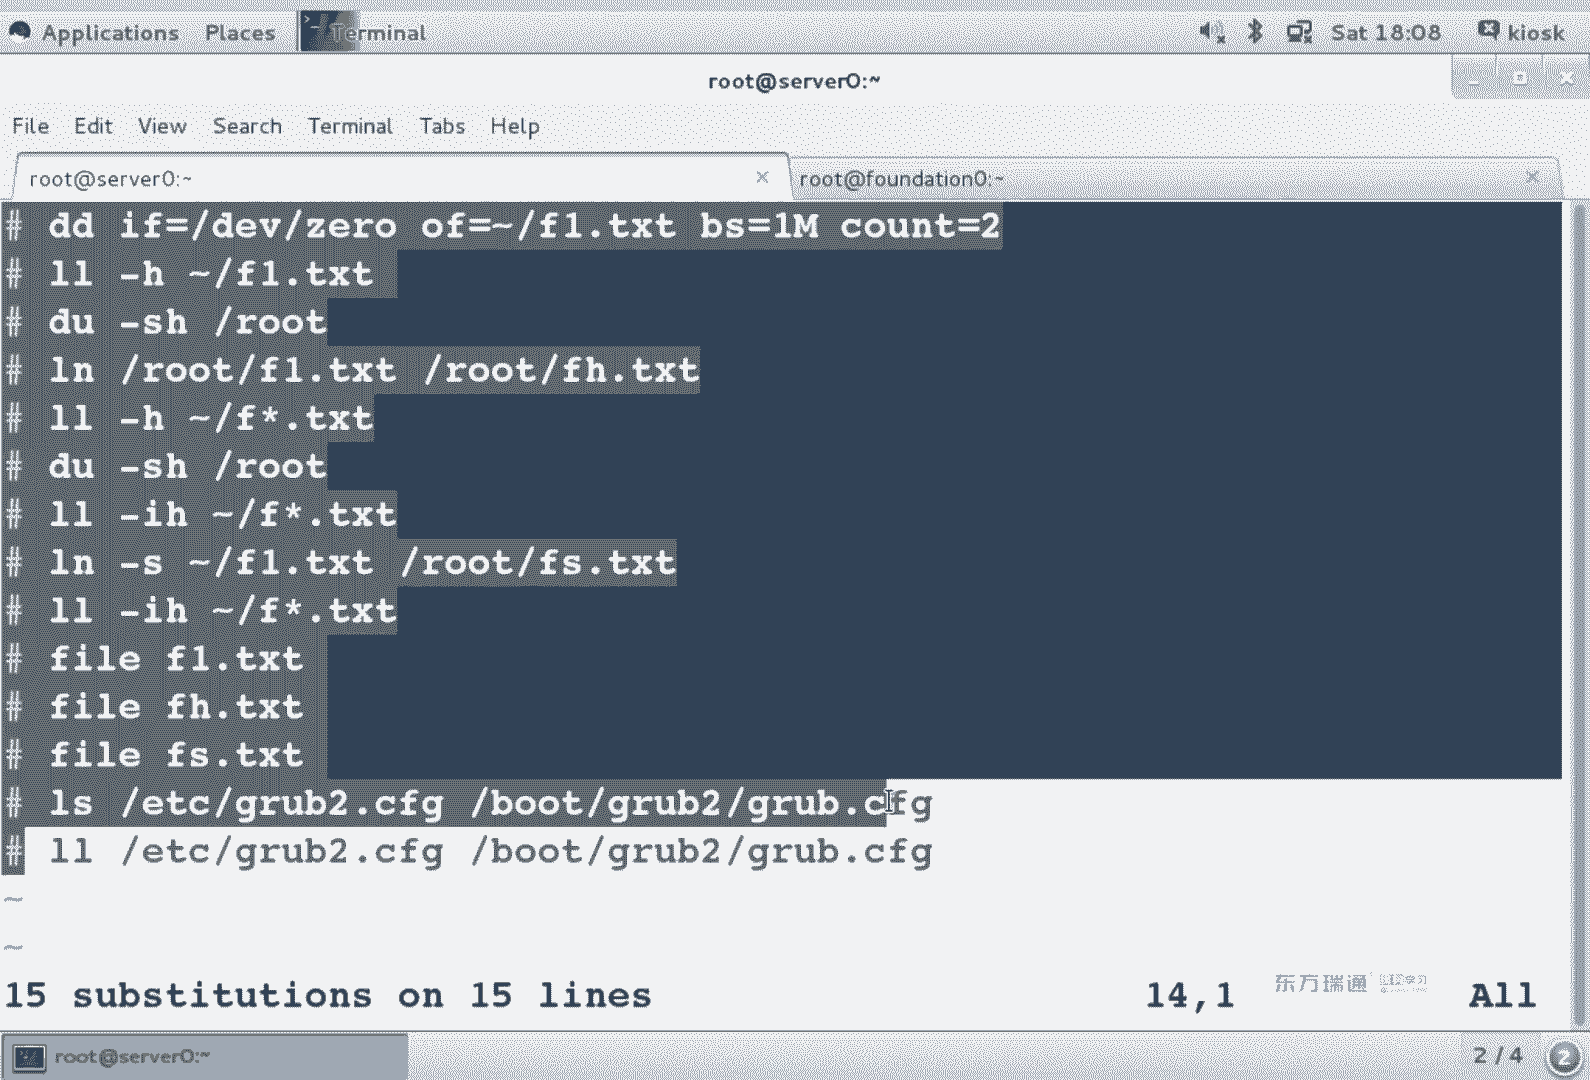 Applications Places Terminal Sat 18:08 kiosk
root@server0:~
File Edit View Search Terminal Tabs Help
root@server0:~ root@foundation0:~
# dd if=/dev/zero of=~/f1.txt bs=1M count=2
# ll -h ~/f1.txt
# du -sh /root
# ln /root/f1.txt /root/fh.txt
# ll -h ~/f*.txt
# du -sh /root
# ll -ih ~/f*.txt
# ln -s ~/f1.txt /root/fs.txt
# ll -ih ~/f*.txt
# file f1.txt
# file fh.txt
# file fs.txt
# ls /etc/grub2.cfg /boot/grub2/grub.cfg
# ll /etc/grub2.cfg /boot/grub2/grub.cfg
~
~
15 substitutions on 15 lines 14,1 All
东方瑞通
root@server0:~ 2 / 4 2